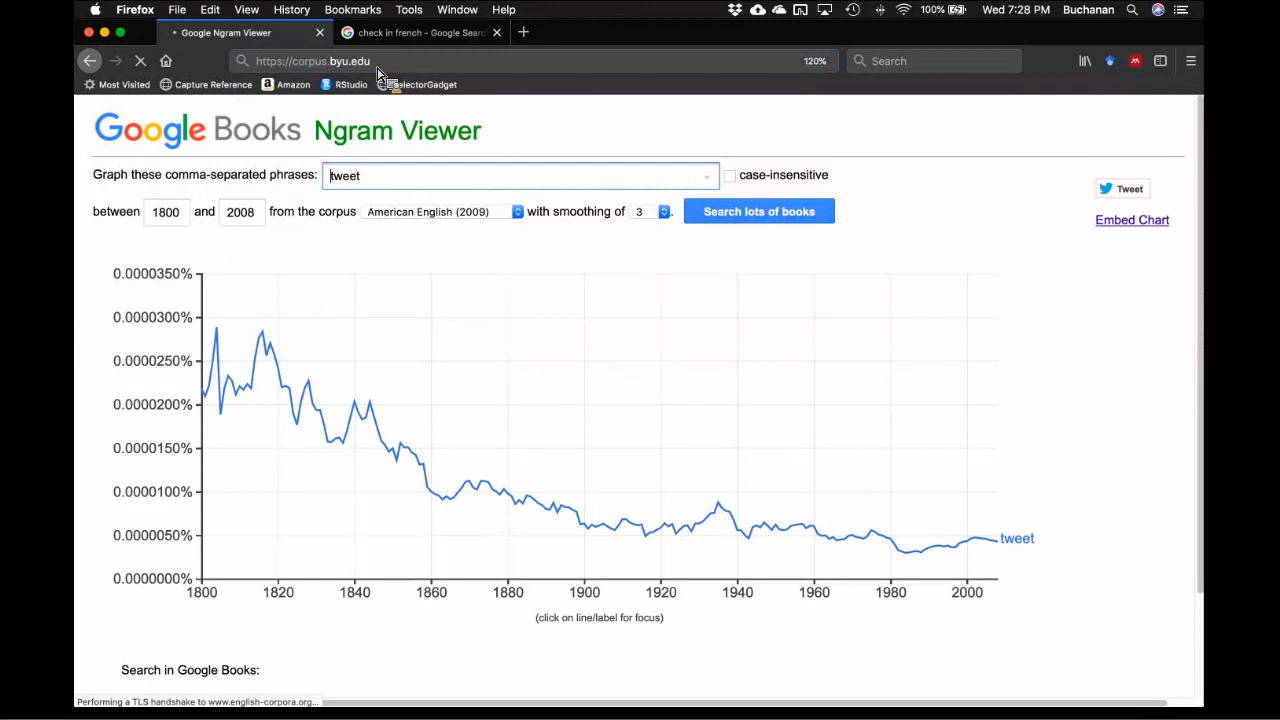 Firefox File Edit View History Bookmarks Tools Window Help 100% Wed 7:28 PM Buchanan
Google Ngram Viewer check in french - Google Sear
https://corpus.byu.edu 120% Search
Most Visited Capture Reference Amazon RStudio electorGadget
Google Books Ngram Viewer
Graph these comma-separated phrases: tweet case-insensitive
Tweet
between 1800 and 2008 from the corpus American English (2009) with smoothing of 3 . Search lots of books
Embed Chart
0.0000350%
0.0000300%
0.0000250%
0.0000200%
0.0000150%
0.0000100%
0.0000050%
tweet
0.0000000%
1800 1820 1840 1860 1880 1900 1920 1940 1960 1980 2000
(click on line/label for focus)
Search in Google Books:
Performing a TLS handshake to www.english-corpora.org...